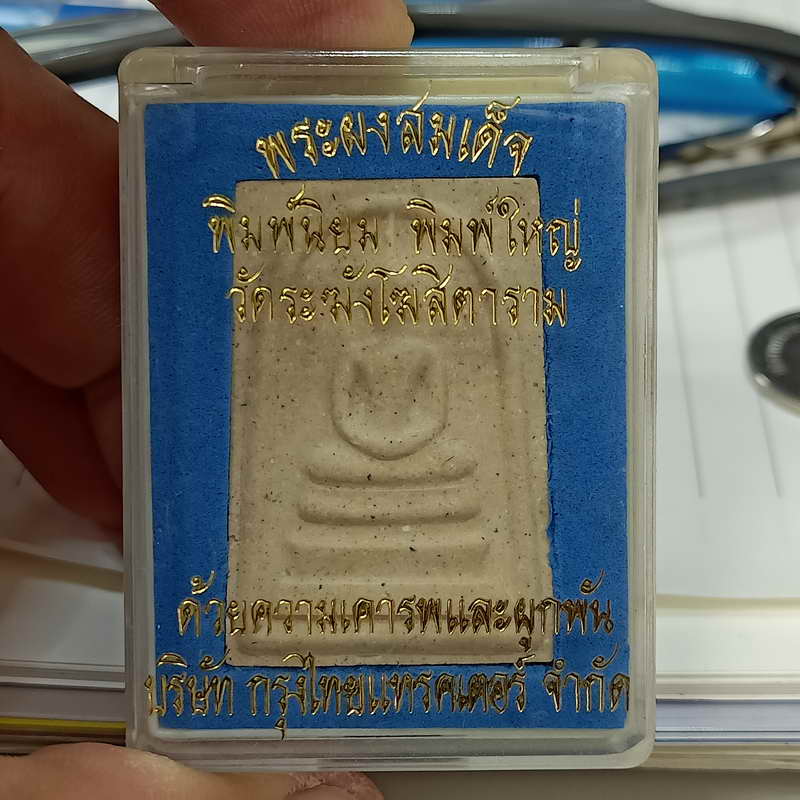 พระผงสมเด็จ
พิมพ์นิยม พิมพ์ใหญ่
วัดระฆังโฆสิตาราม
ด้วยความเคารพและผูกพัน
บริษัท กรุงไทยแทรคเตอร์ จำกัด